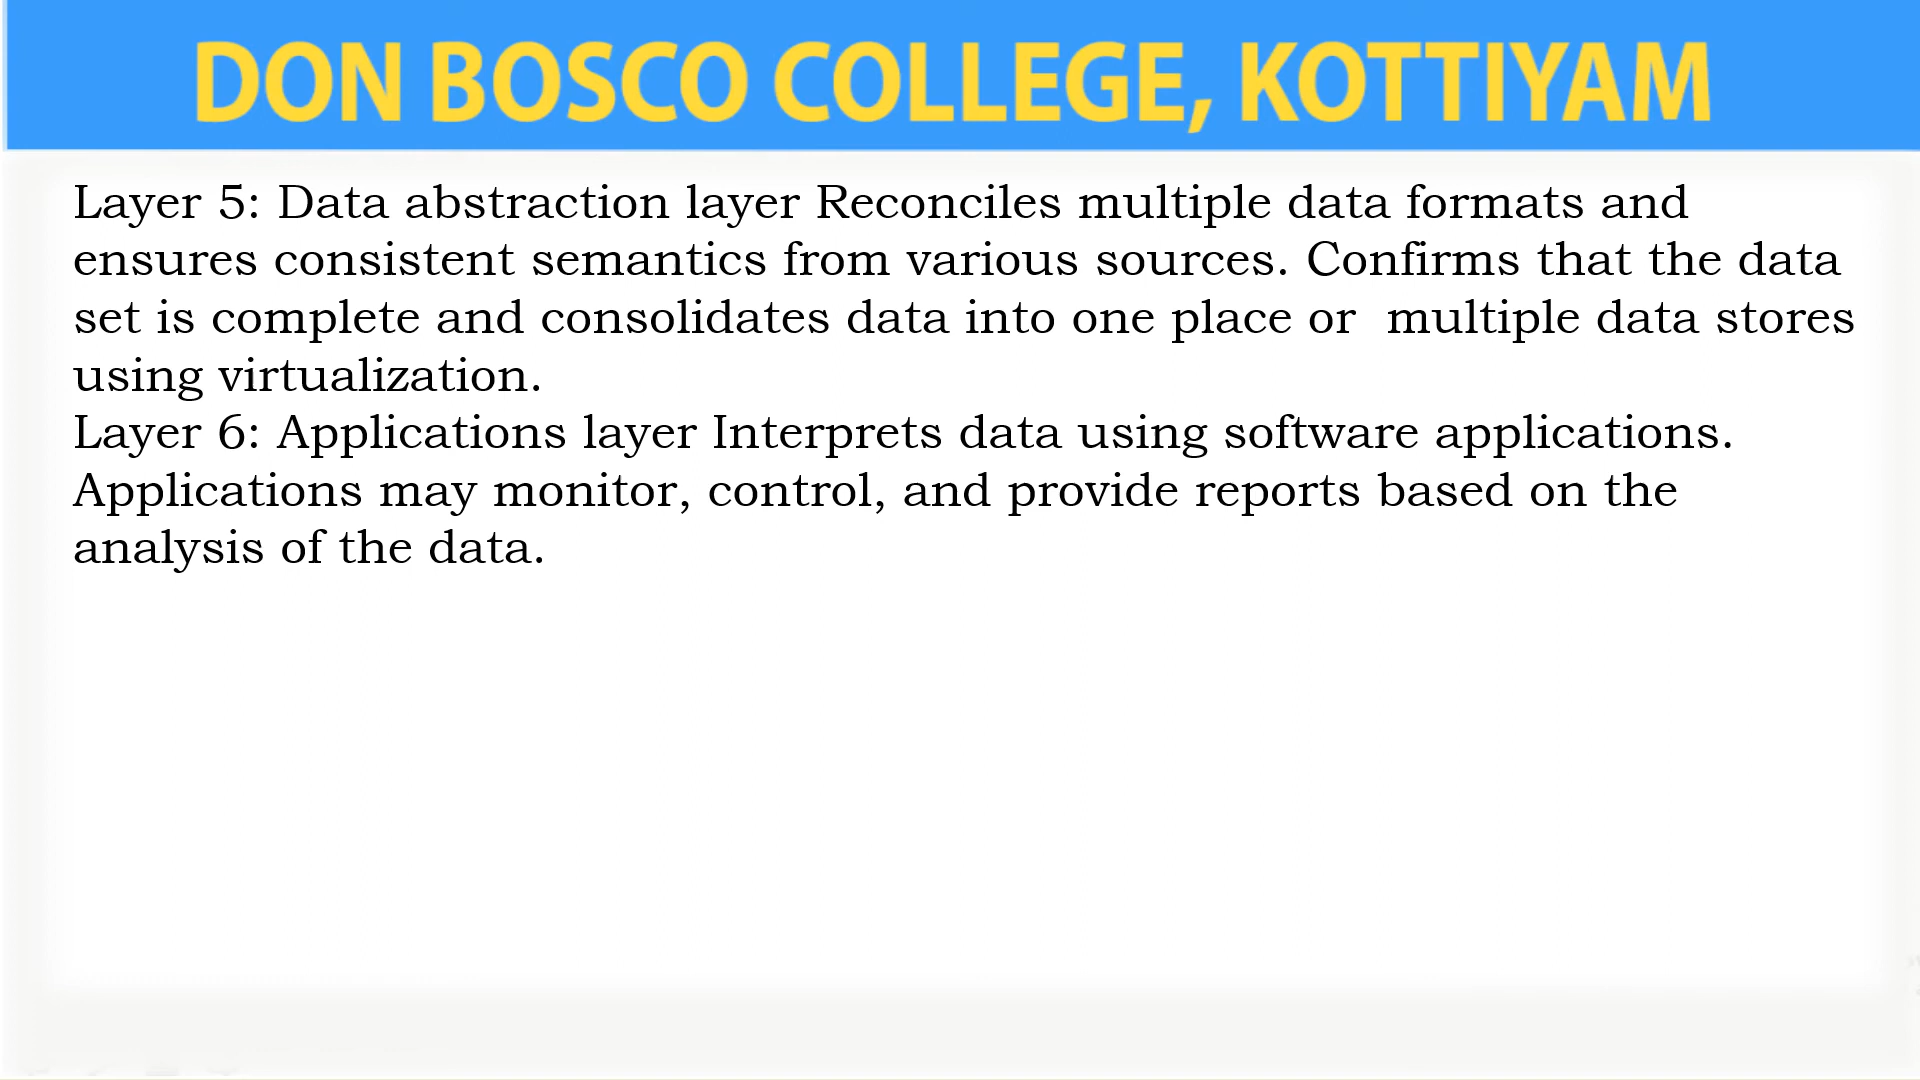 DON BOSCO COLLEGE, KOTTIYAM
Layer 5: Data abstraction layer Reconciles multiple data formats and
ensures consistent semantics from various sources. Confirms that the data
set is complete and consolidates data into one place or  multiple data stores
using virtualization.
Layer 6: Applications layer Interprets data using software applications.
Applications may monitor, control, and provide reports based on the
analysis of the data.